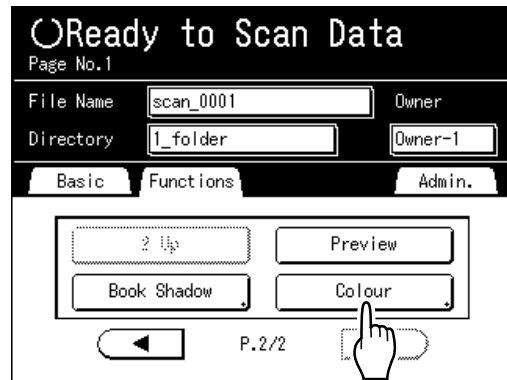 Ready to Scan Data
Page No.1
File Name scan_0001 Owner
Directory 1_folder Owner-1
Basic Functions Admin.
2 Up Preview
Book Shadow Colour
P.2/2